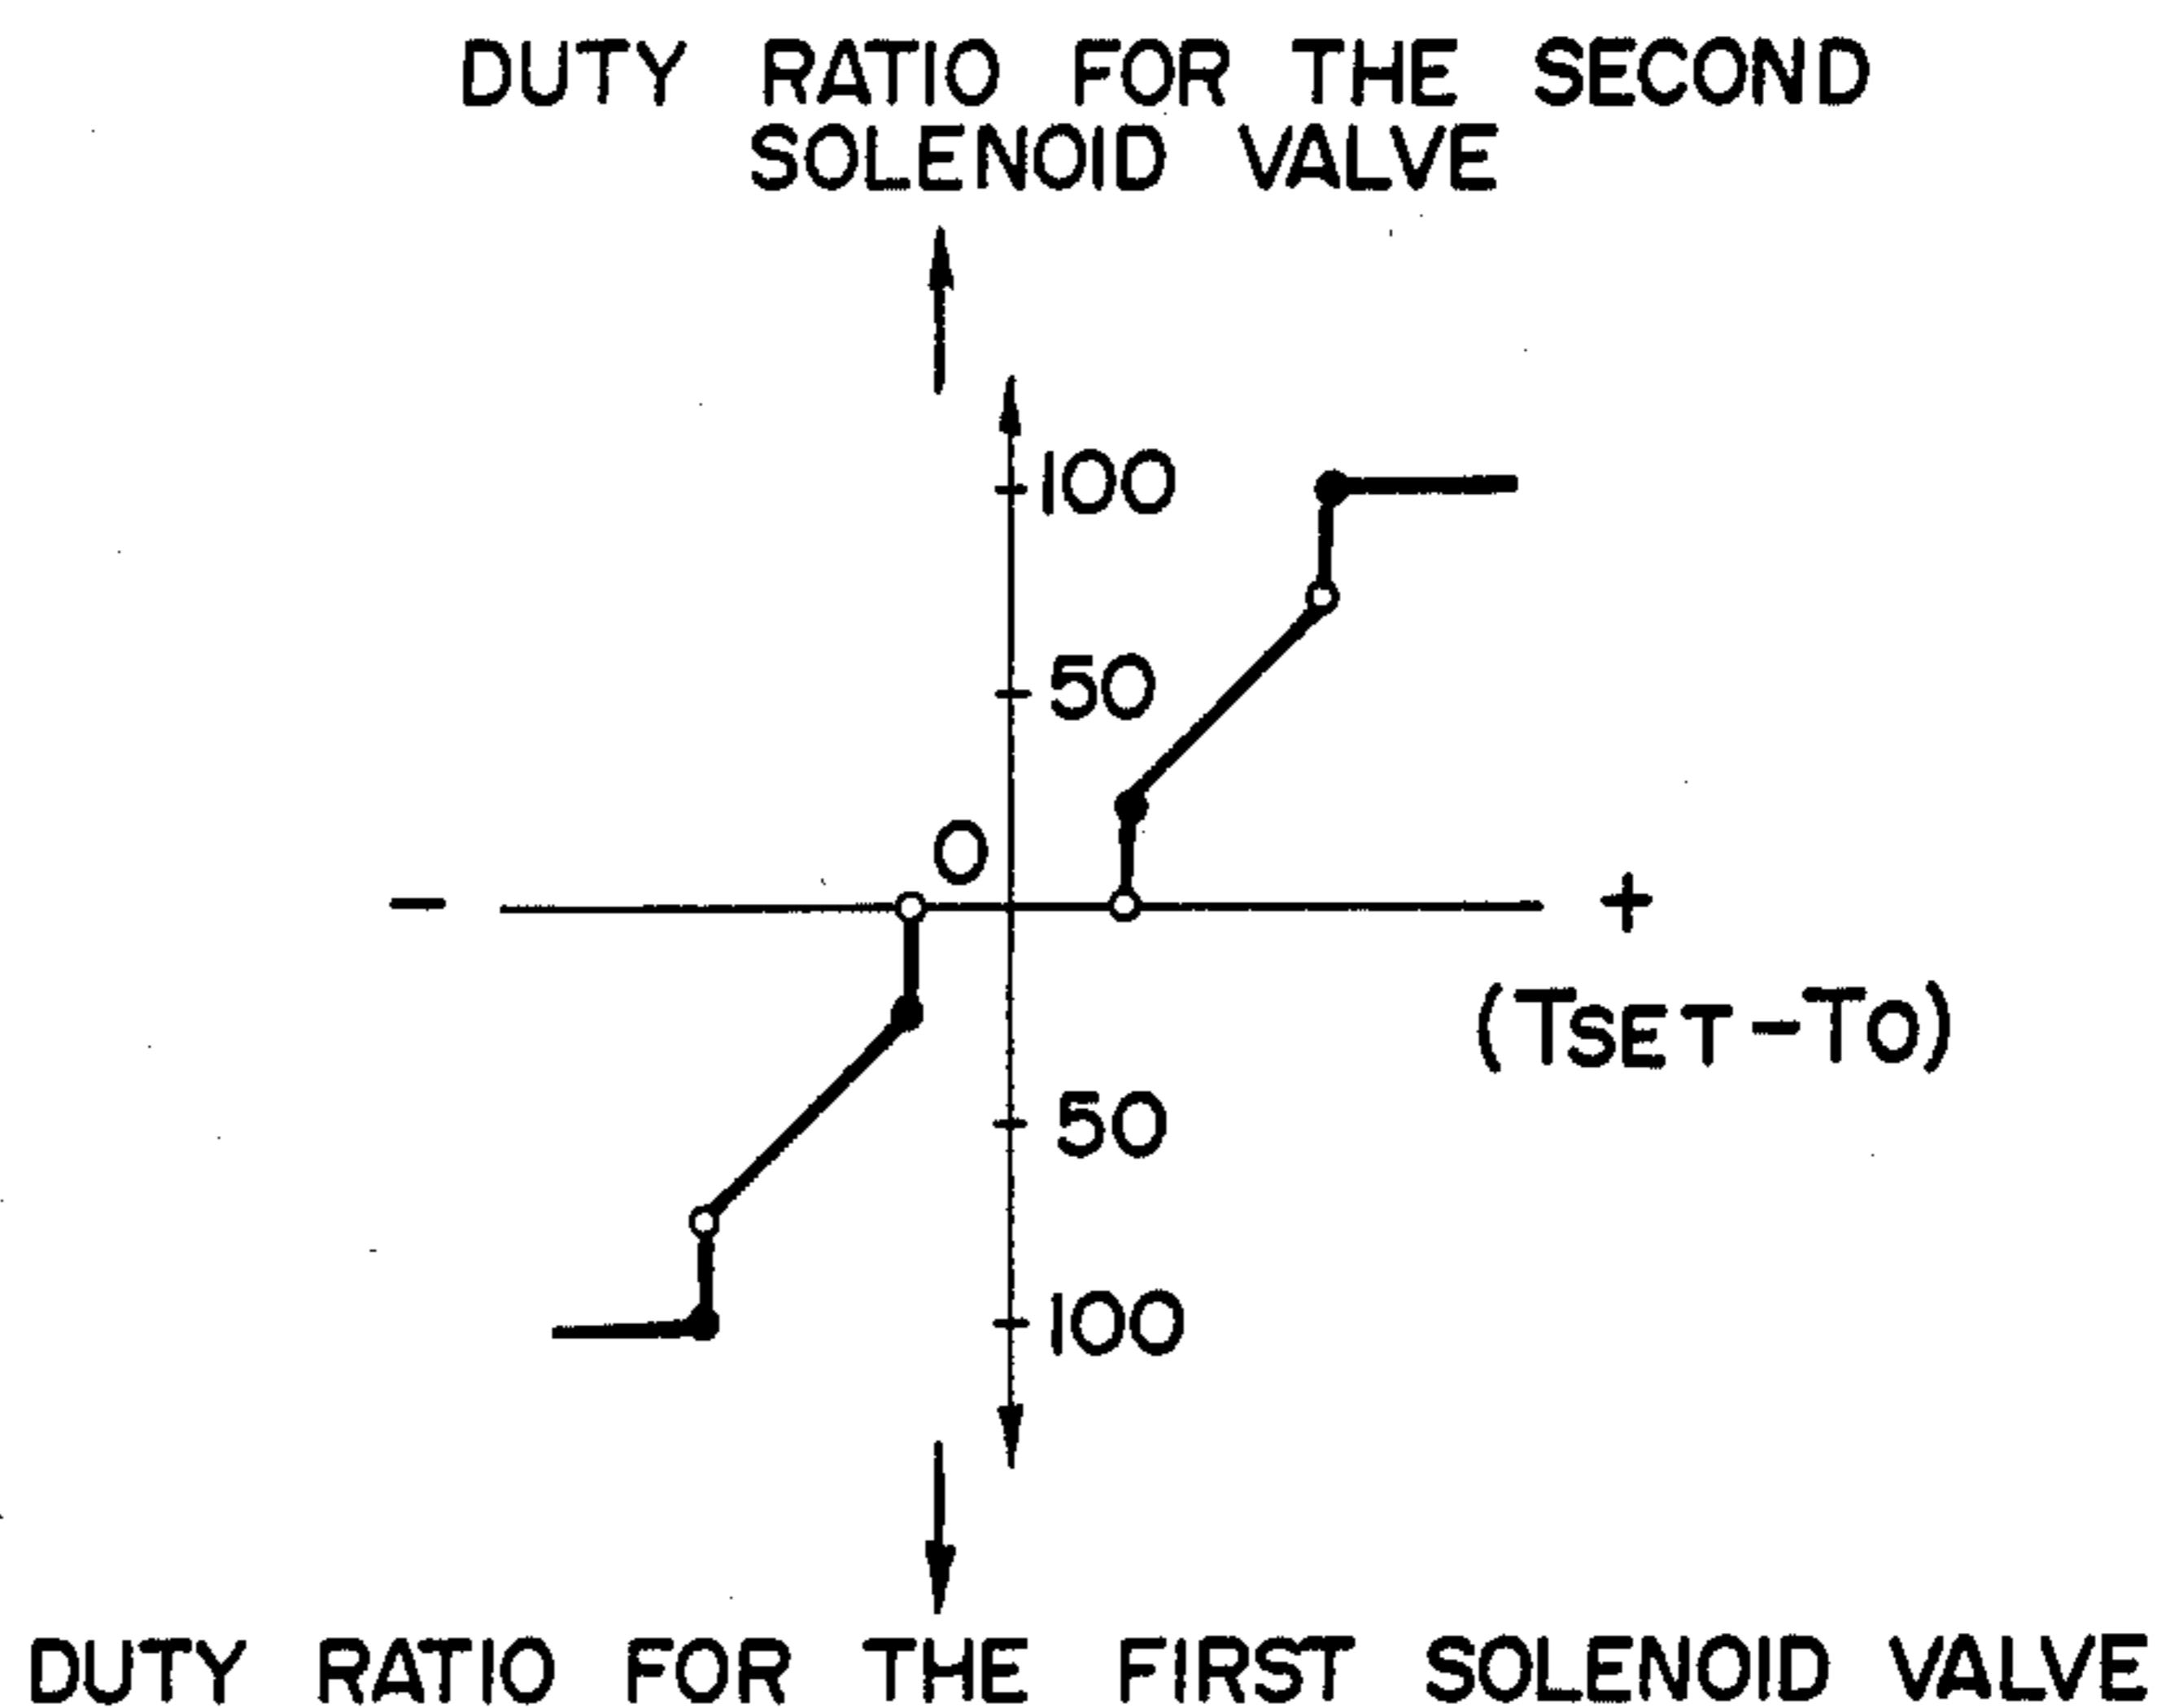 DUTY RATIO FOR THE SECOND
SOLENOID VALVE
100
50
0
− +
(TSET−TO)
50
100
DUTY RATIO FOR THE FIRST SOLENOID VALVE